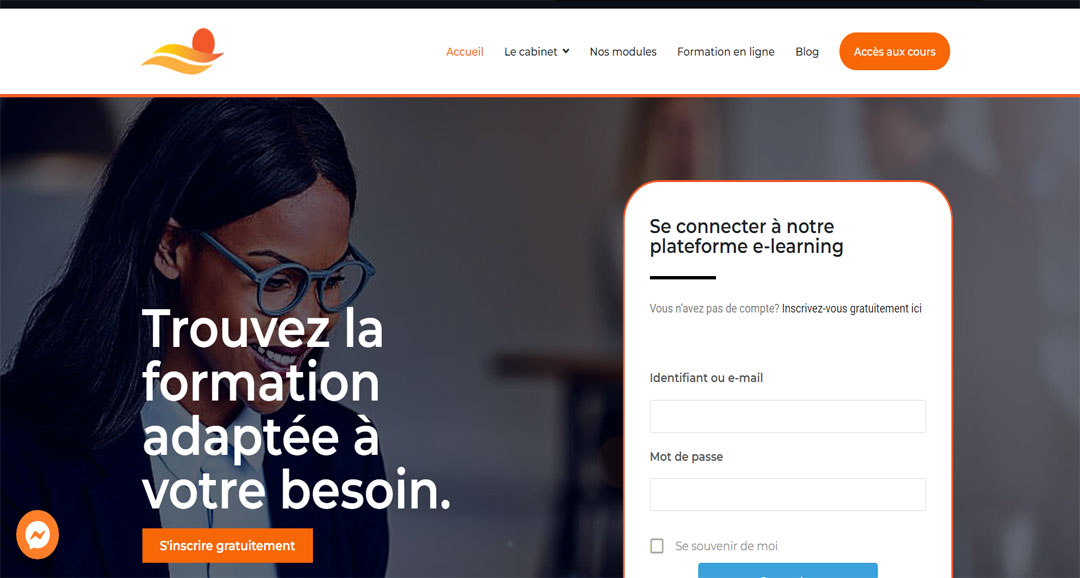 Accueil
Le cabinet
Nos modules
Formation en ligne
Blog
Accès aux cours
Trouvez la
formation
adaptée à
votre besoin.
S'inscrire gratuitement
Se connecter à notre
plateforme e-learning
Vous n'avez pas de compte? Inscrivez-vous gratuitement ici
Identifiant ou e-mail
Mot de passe
Se souvenir de moi